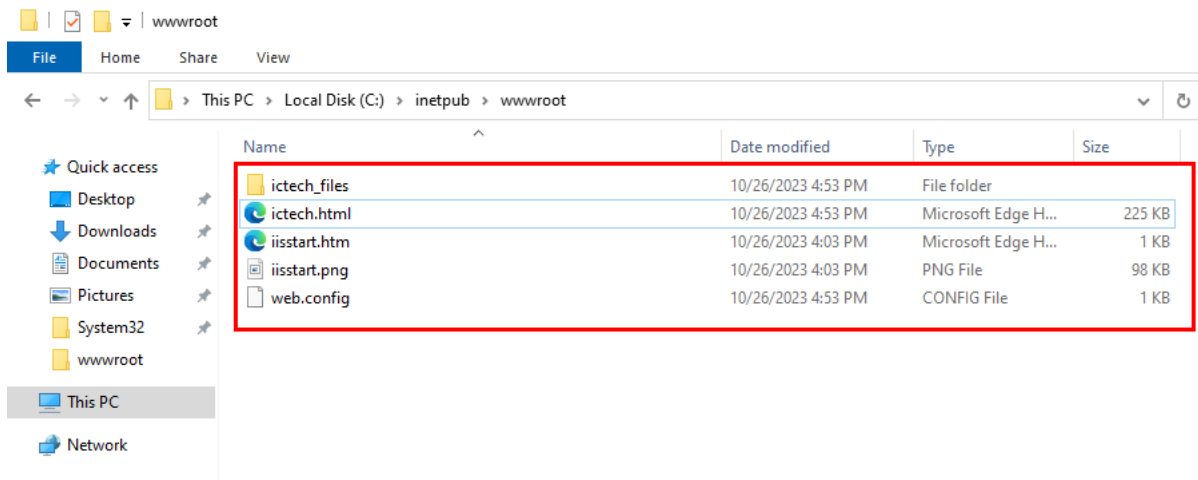 wwwroot
File Home Share View
This PC > Local Disk (C:) > inetpub > wwwroot
Name Date modified Type Size
Quick access
Desktop
Downloads
Documents
Pictures
System32
wwwroot
This PC
Network
ictech_files 10/26/2023 4:53 PM File folder
ictech.html 10/26/2023 4:53 PM Microsoft Edge H... 225 KB
iisstart.htm 10/26/2023 4:03 PM Microsoft Edge H... 1 KB
iisstart.png 10/26/2023 4:03 PM PNG File 98 KB
web.config 10/26/2023 4:53 PM CONFIG File 1 KB